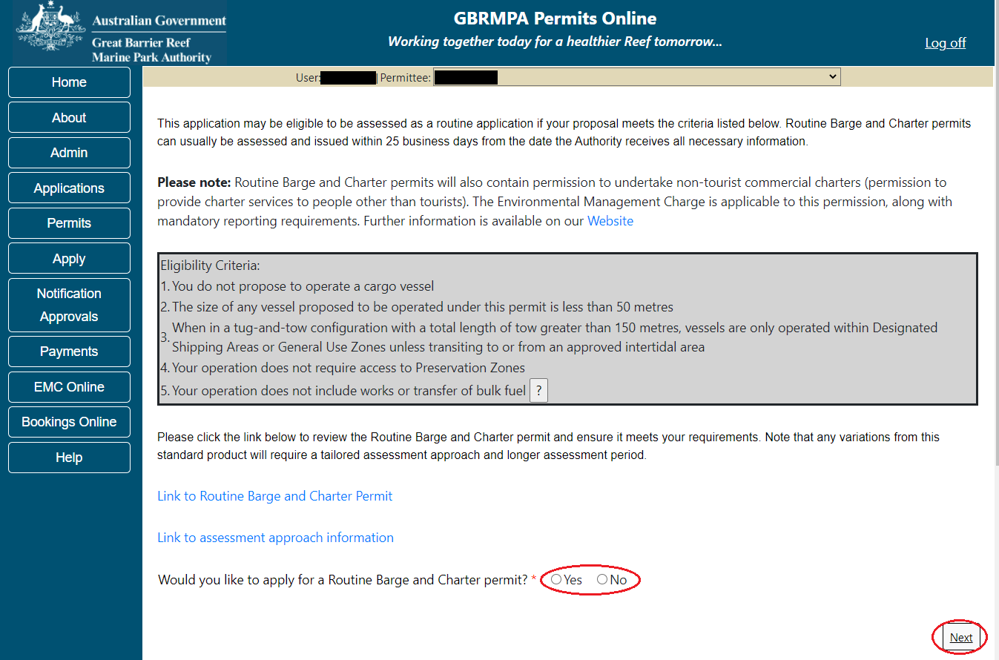 Australian Government
Great Barrier Reef
Marine Park Authority
GBRMPA Permits Online
Working together today for a healthier Reef tomorrow...
Log off
Home
About
Admin
Applications
Permits
Apply
Notification
Approvals
Payments
EMC Online
Bookings Online
Help
User: | Permittee:
This application may be eligible to be assessed as a routine application if your proposal meets the criteria listed below. Routine Barge and Charter permits
can usually be assessed and issued within 25 business days from the date the Authority receives all necessary information.
Please note: Routine Barge and Charter permits will also contain permission to undertake non-tourist commercial charters (permission to
provide charter services to people other than tourists). The Environmental Management Charge is applicable to this permission, along with
mandatory reporting requirements. Further information is available on our Website
Eligibility Criteria:
1. You do not propose to operate a cargo vessel
2. The size of any vessel proposed to be operated under this permit is less than 50 metres
3. When in a tug-and-tow configuration with a total length of tow greater than 150 metres, vessels are only operated within Designated
Shipping Areas or General Use Zones unless transiting to or from an approved intertidal area
4. Your operation does not require access to Preservation Zones
5. Your operation does not include works or transfer of bulk fuel ?
Please click the link below to review the Routine Barge and Charter permit and ensure it meets your requirements. Note that any variations from this
standard product will require a tailored assessment approach and longer assessment period.
Link to Routine Barge and Charter Permit
Link to assessment approach information
Would you like to apply for a Routine Barge and Charter permit? * Yes No
Next